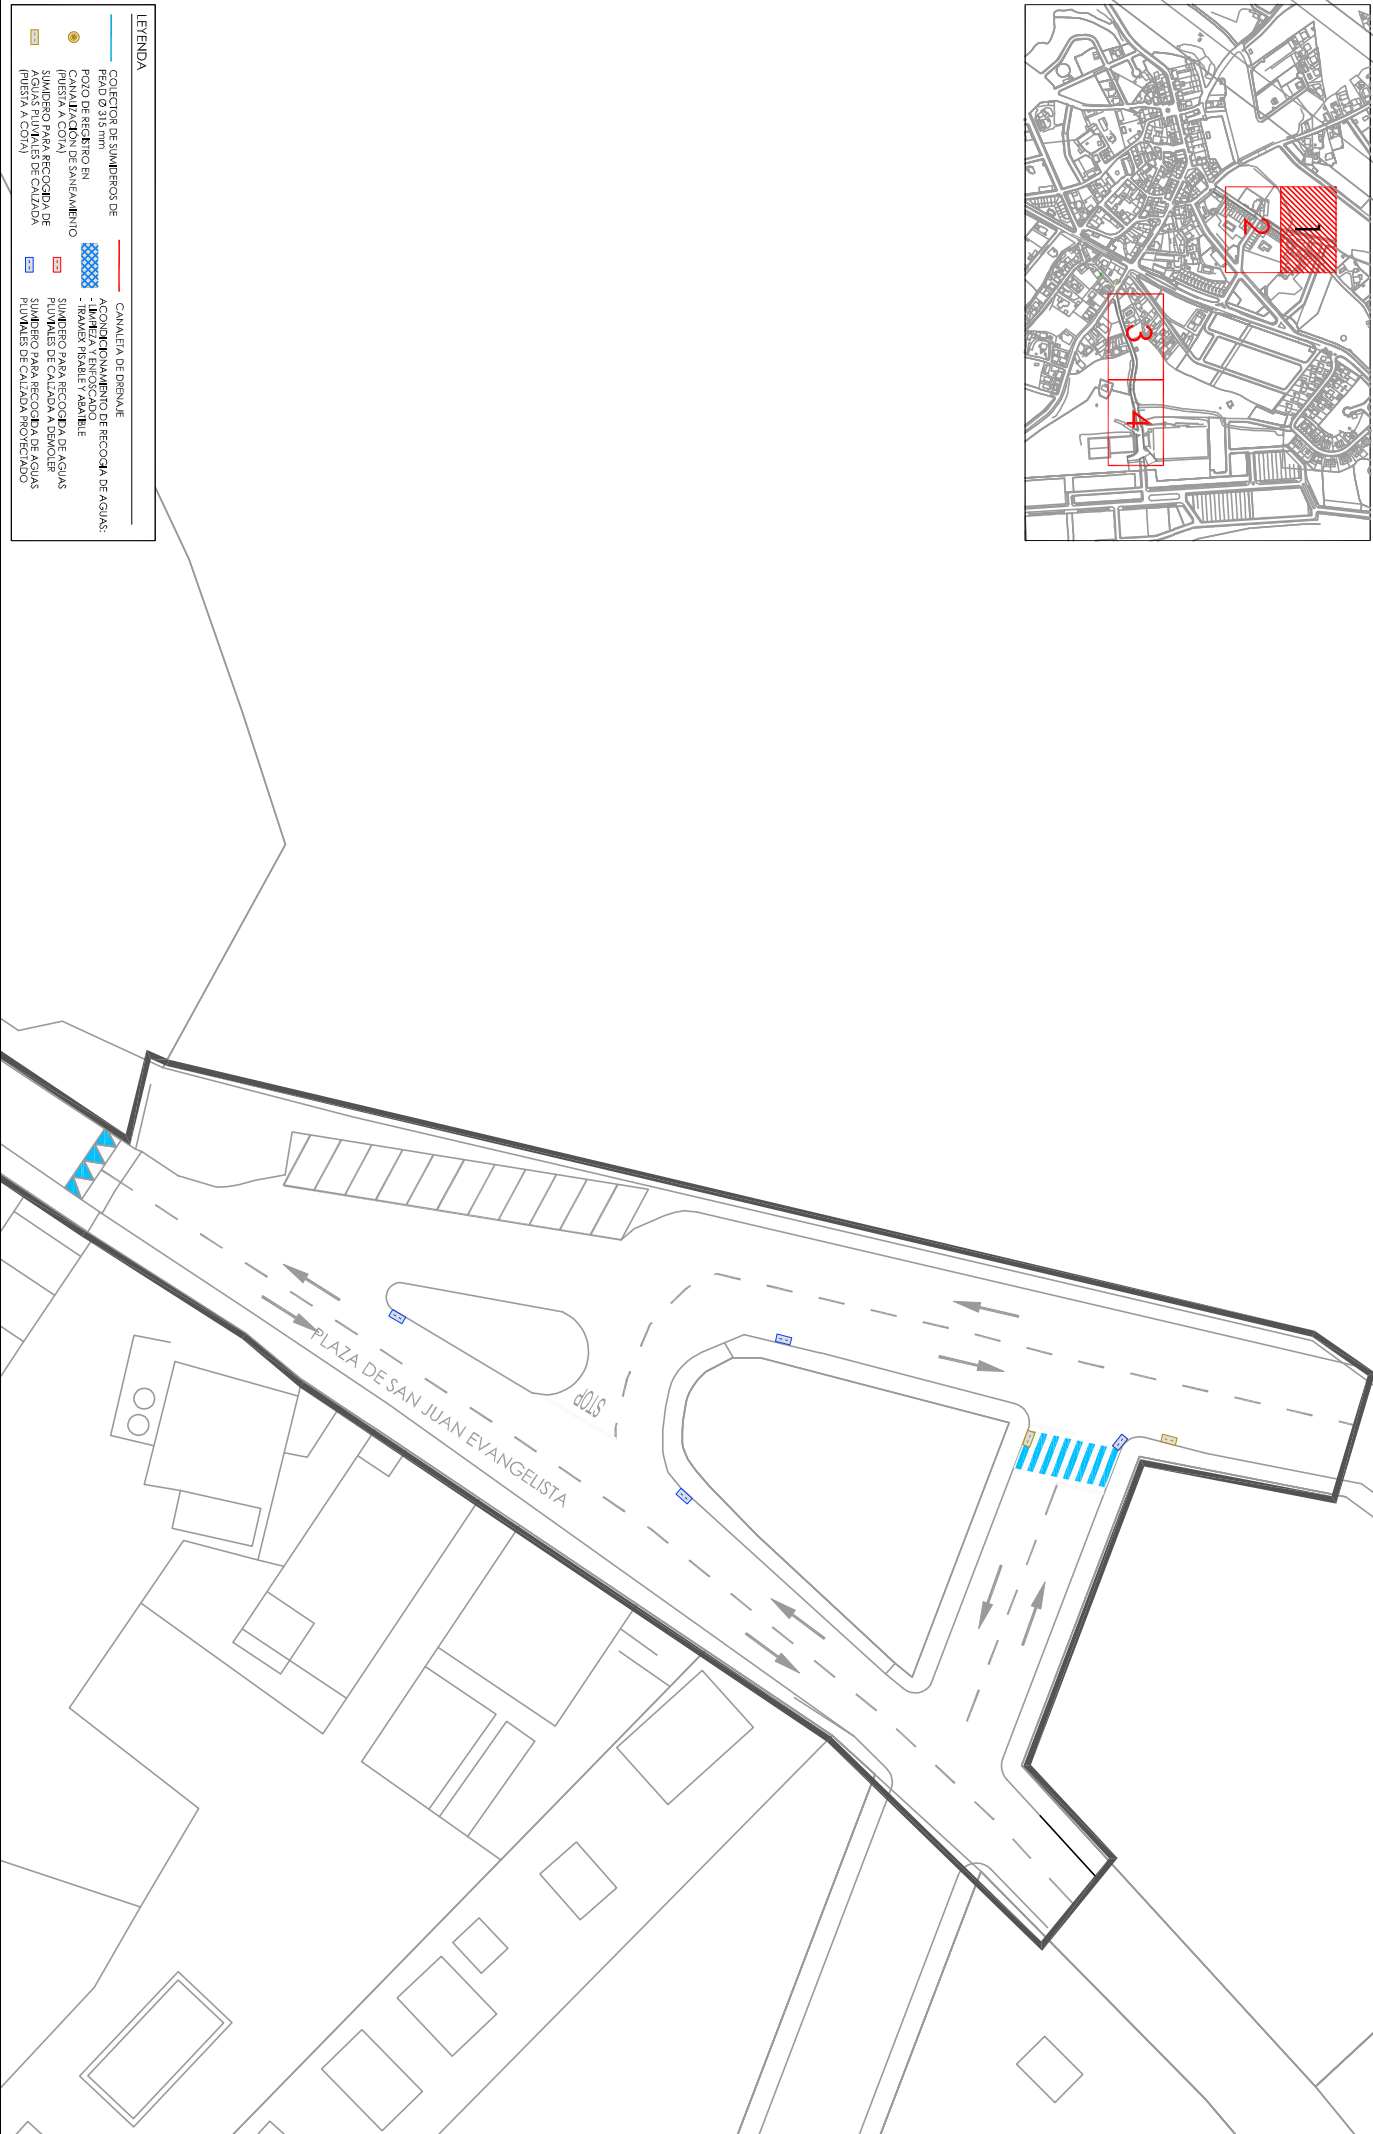 LEYENDA
COLECTOR DE SUMIDEROS DE
PEAD Ø 315 mm
POZO DE REGISTRO EN
CANALIZACIÓN DE SANEAMIENTO
(PUESTA A COTA)
SUMIDERO PARA RECOGIDA DE
AGUAS PLUVIALES DE CALZADA
(PUESTA A COTA)
CANALETA DE DRENAJE
ACONDICIONAMIENTO DE RECOGIA DE AGUAS:
- LIMPIEZA Y ENFOSCADO
- TRAMEX PISABLE Y ABATIBLE
SUMIDERO PARA RECOGIDA DE AGUAS
PLUVIALES DE CALZADA A DEMOLER
SUMIDERO PARA RECOGIDA DE AGUAS
PLUVIALES DE CALZADA PROYECTADO
1
2
3
4
PLAZA DE SAN JUAN EVANGELISTA
STOP